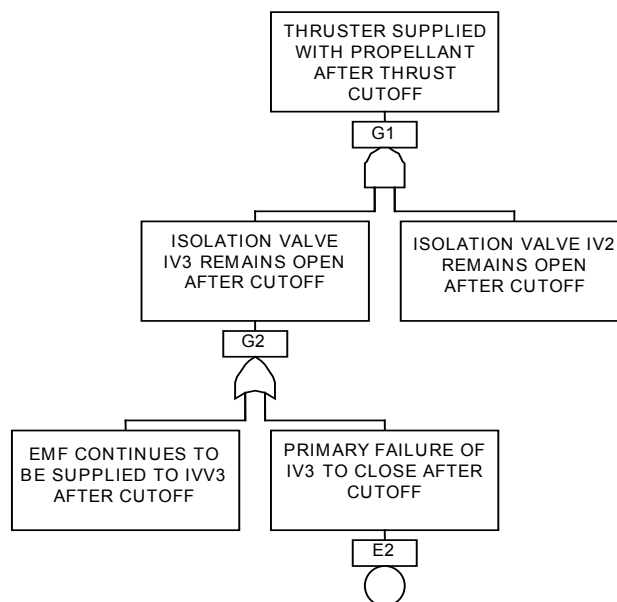 THRUSTER SUPPLIED
WITH PROPELLANT
AFTER THRUST
CUTOFF
G1
ISOLATION VALVE
IV3 REMAINS OPEN
AFTER CUTOFF
ISOLATION VALVE IV2
REMAINS OPEN
AFTER CUTOFF
G2
EMF CONTINUES TO
BE SUPPLIED TO IVV3
AFTER CUTOFF
PRIMARY FAILURE OF
IV3 TO CLOSE AFTER
CUTOFF
E2